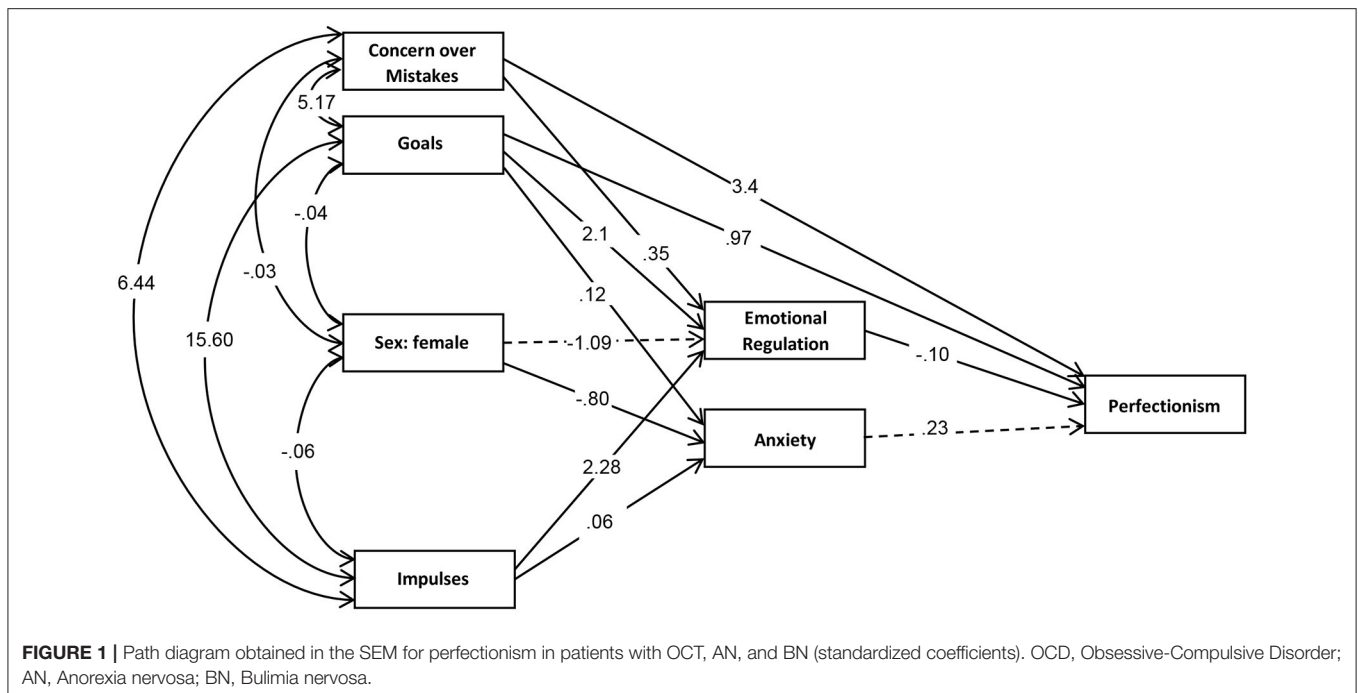 Concern over
Mistakes
5.17
Goals
3.4
-.04
.97
2.1
.35
-.03
6.44
.12
15.60
Emotional
Regulation
Sex: female
-1.09
-.10
-.80
Perfectionism
Anxiety
.23
-.06
2.28
.06
Impulses
FIGURE 1 | Path diagram obtained in the SEM for perfectionism in patients with OCT, AN, and BN (standardized coefficients). OCD, Obsessive-Compulsive Disorder;
AN, Anorexia nervosa; BN, Bulimia nervosa.